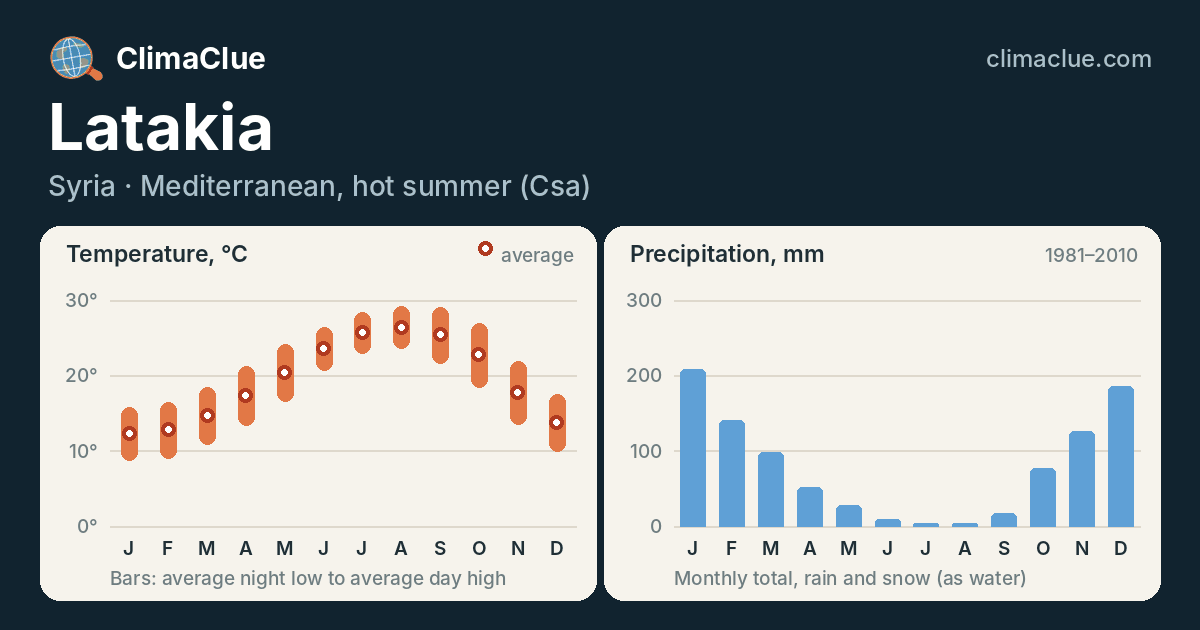 ClimaClue
climaclue.com
Latakia
Syria · Mediterranean, hot summer (Csa)
Temperature, °C
average
30°
20°
10°
0°
J F M A M J J A S O N D
Bars: average night low to average day high
Precipitation, mm
1981–2010
300
200
100
0
J F M A M J J A S O N D
Monthly total, rain and snow (as water)